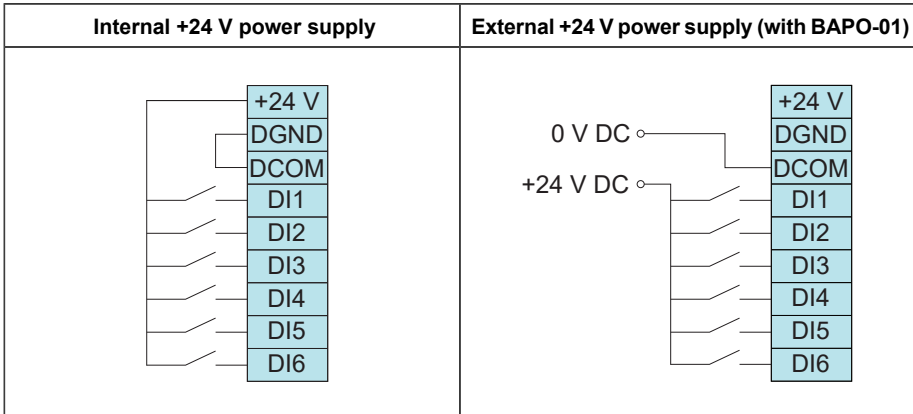 Internal +24 V power supply
External +24 V power supply (with BAPO-01)
+24 V
DGND
DCOM
DI1
DI2
DI3
DI4
DI5
DI6
0 V DC
+24 V DC
+24 V
DGND
DCOM
DI1
DI2
DI3
DI4
DI5
DI6